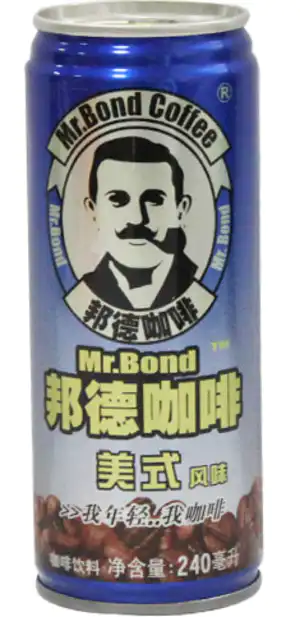 Mr.Bond Coffee
®
Mr.Bond
Mr.Bond
邦德咖啡
Mr.Bond
TM
邦德咖啡
美式 风味
>>我年轻..我咖啡
咖啡饮料 净含量:240毫升